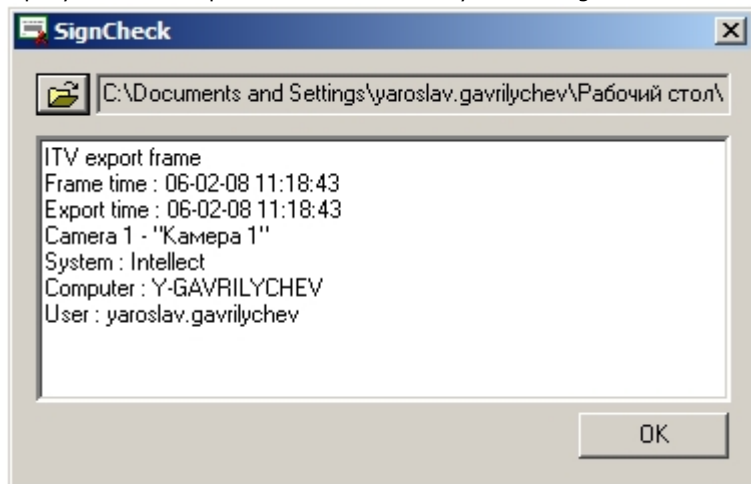 SignCheck
C:\Documents and Settings\yaroslav.gavrilychev\Рабочий стол\
ITV export frame
Frame time : 06-02-08 11:18:43
Export time : 06-02-08 11:18:43
Camera 1 - "Камера 1"
System : Intellect
Computer : Y-GAVRILYCHEV
User : yaroslav.gavrilychev
OK